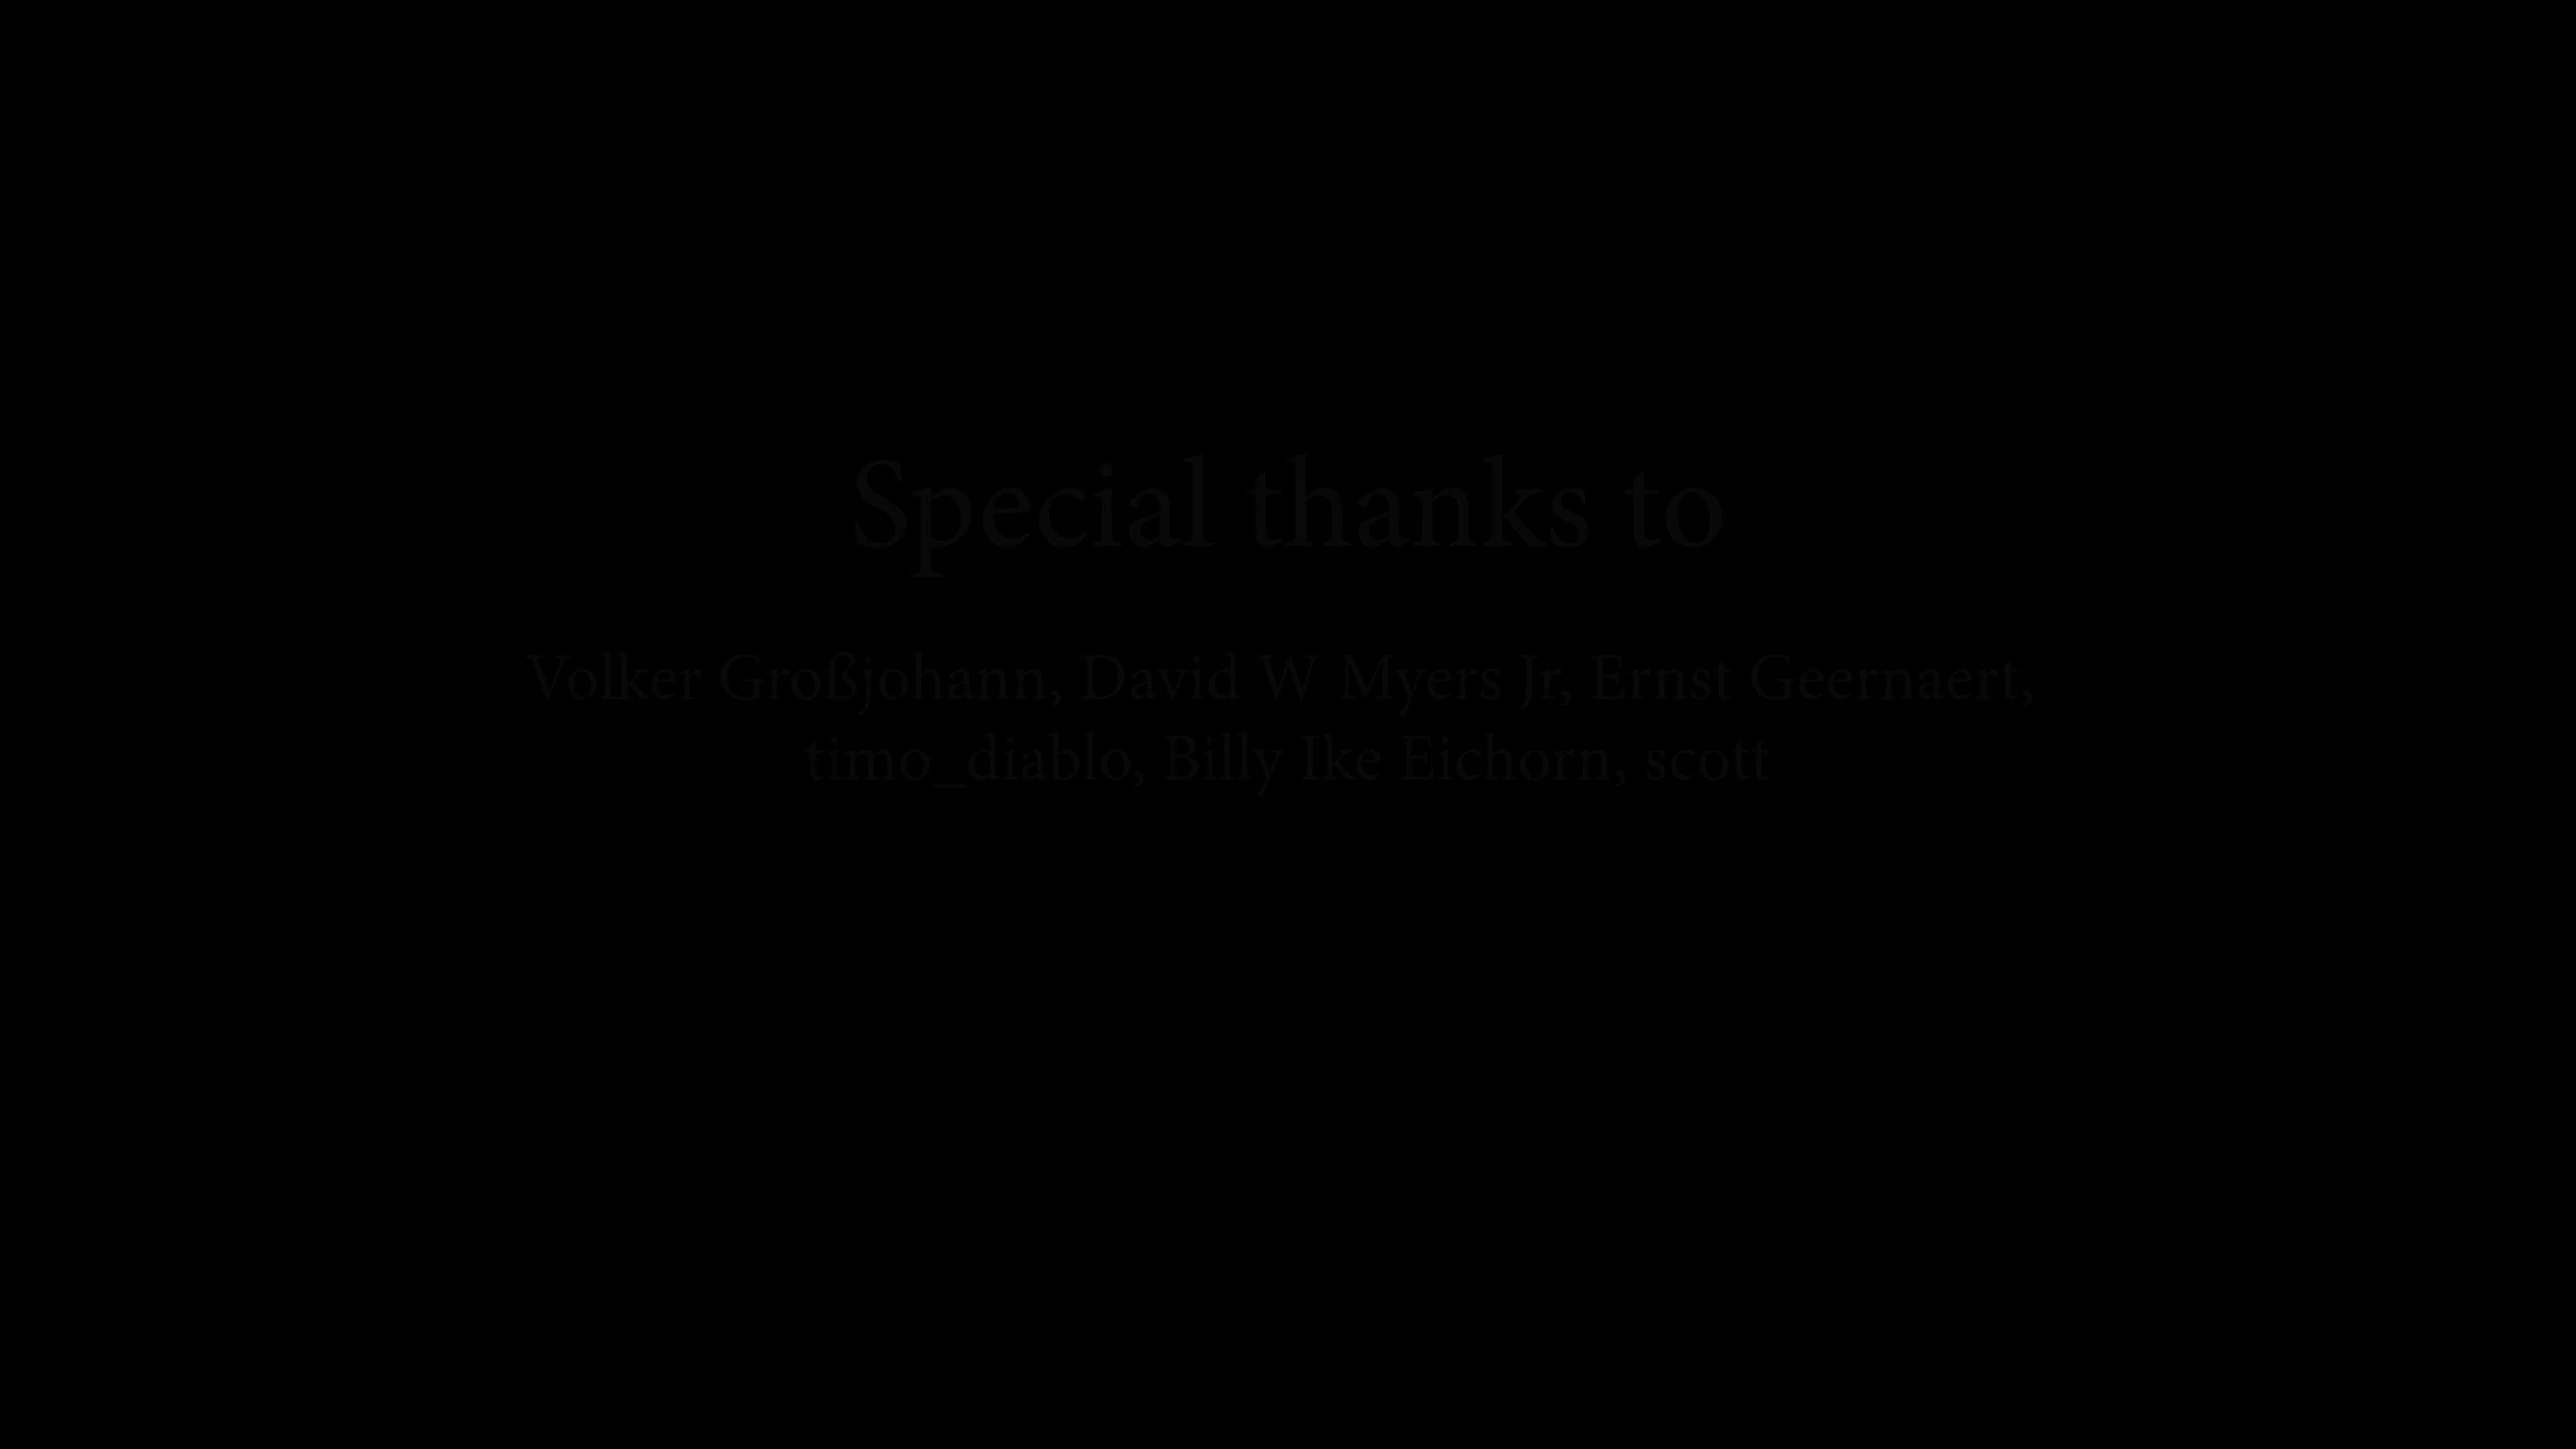 Special thanks to
Volker Großjohann, David W Myers Jr, Ernst Geernaert,
timo_diablo, Billy Ike Eichorn, scott